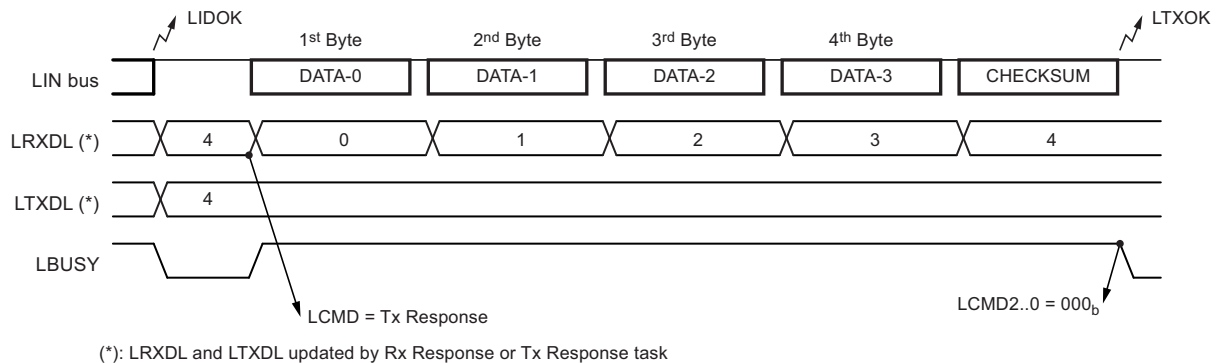 LIDOK LTXOK
1st Byte 2nd Byte 3rd Byte 4th Byte
LIN bus DATA-0 DATA-1 DATA-2 DATA-3 CHECKSUM
LRXDL (*) 4 0 1 2 3 4
LTXDL (*) 4
LBUSY
LCMD = Tx Response LCMD2..0 = 000b
(*): LRXDL and LTXDL updated by Rx Response or Tx Response task